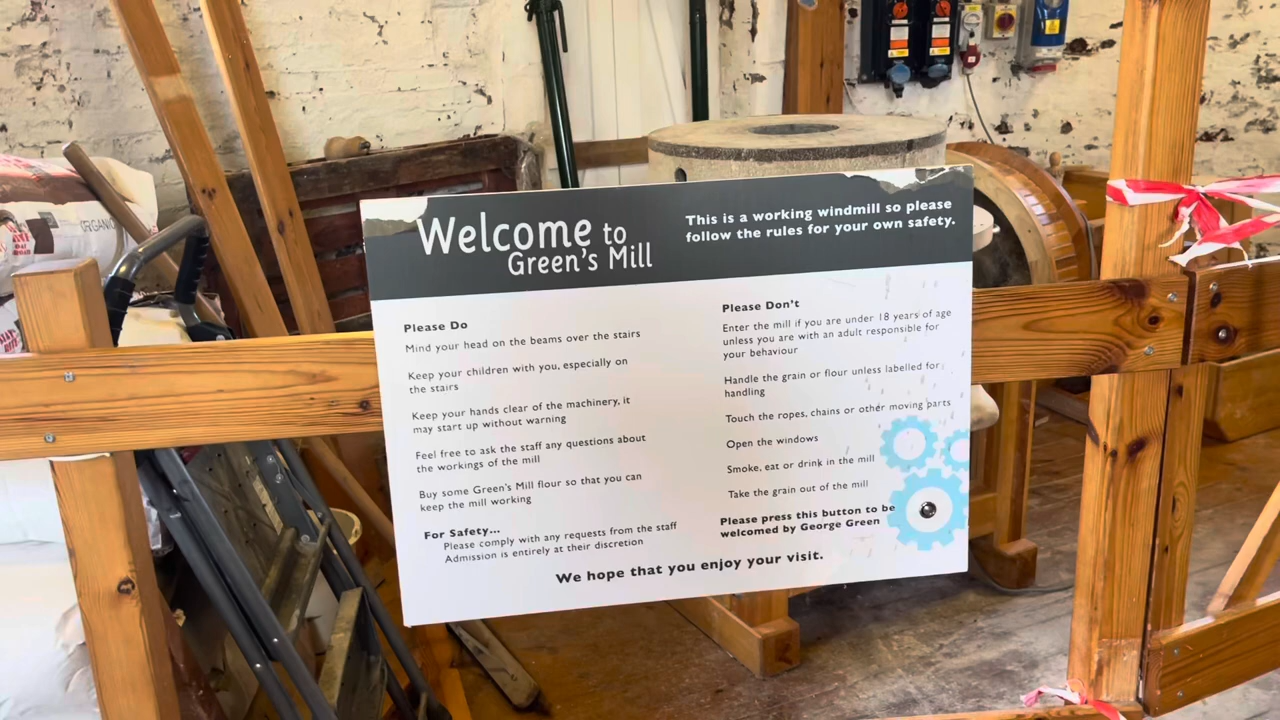 Welcome to
Green's Mill
This is a working windmill so please
follow the rules for your own safety.
Please Do
Mind your head on the beams over the stairs
Keep your children with you, especially on
the stairs
Keep your hands clear of the machinery, it
may start up without warning
Feel free to ask the staff any questions about
the workings of the mill
Buy some Green's Mill flour so that you can
keep the mill working
For Safety...
Please comply with any requests from the staff
Admission is entirely at their discretion
Please Don't
Enter the mill if you are under 18 years of age
unless you are with an adult responsible for
your behaviour
Handle the grain or flour unless labelled for
handling
Touch the ropes, chains or other moving parts
Open the windows
Smoke, eat or drink in the mill
Take the grain out of the mill
Please press this button to be
welcomed by George Green
We hope that you enjoy your visit.
ORGANIC